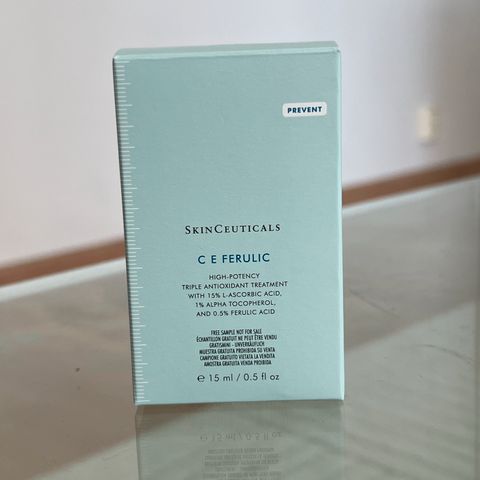 PREVENT
SKINCEUTICALS
C E FERULIC
HIGH-POTENCY
TRIPLE ANTIOXIDANT TREATMENT
WITH 15% L-ASCORBIC ACID,
1% ALPHA TOCOPHEROL,
AND 0.5% FERULIC ACID
FREE SAMPLE NOT FOR SALE
ÉCHANTILLON GRATUIT NE PEUT ÊTRE VENDU
GRATISMINI - UNVERÄUFLICH
MUESTRA GRATUITA PROHIBIDA SU VENTA
CAMPIONE GRATUITO VIETATA LA VENDITA
AMOSTRA GRATUITA VENDA PROIBIDA
℮ 15 ml / 0.5 fl oz